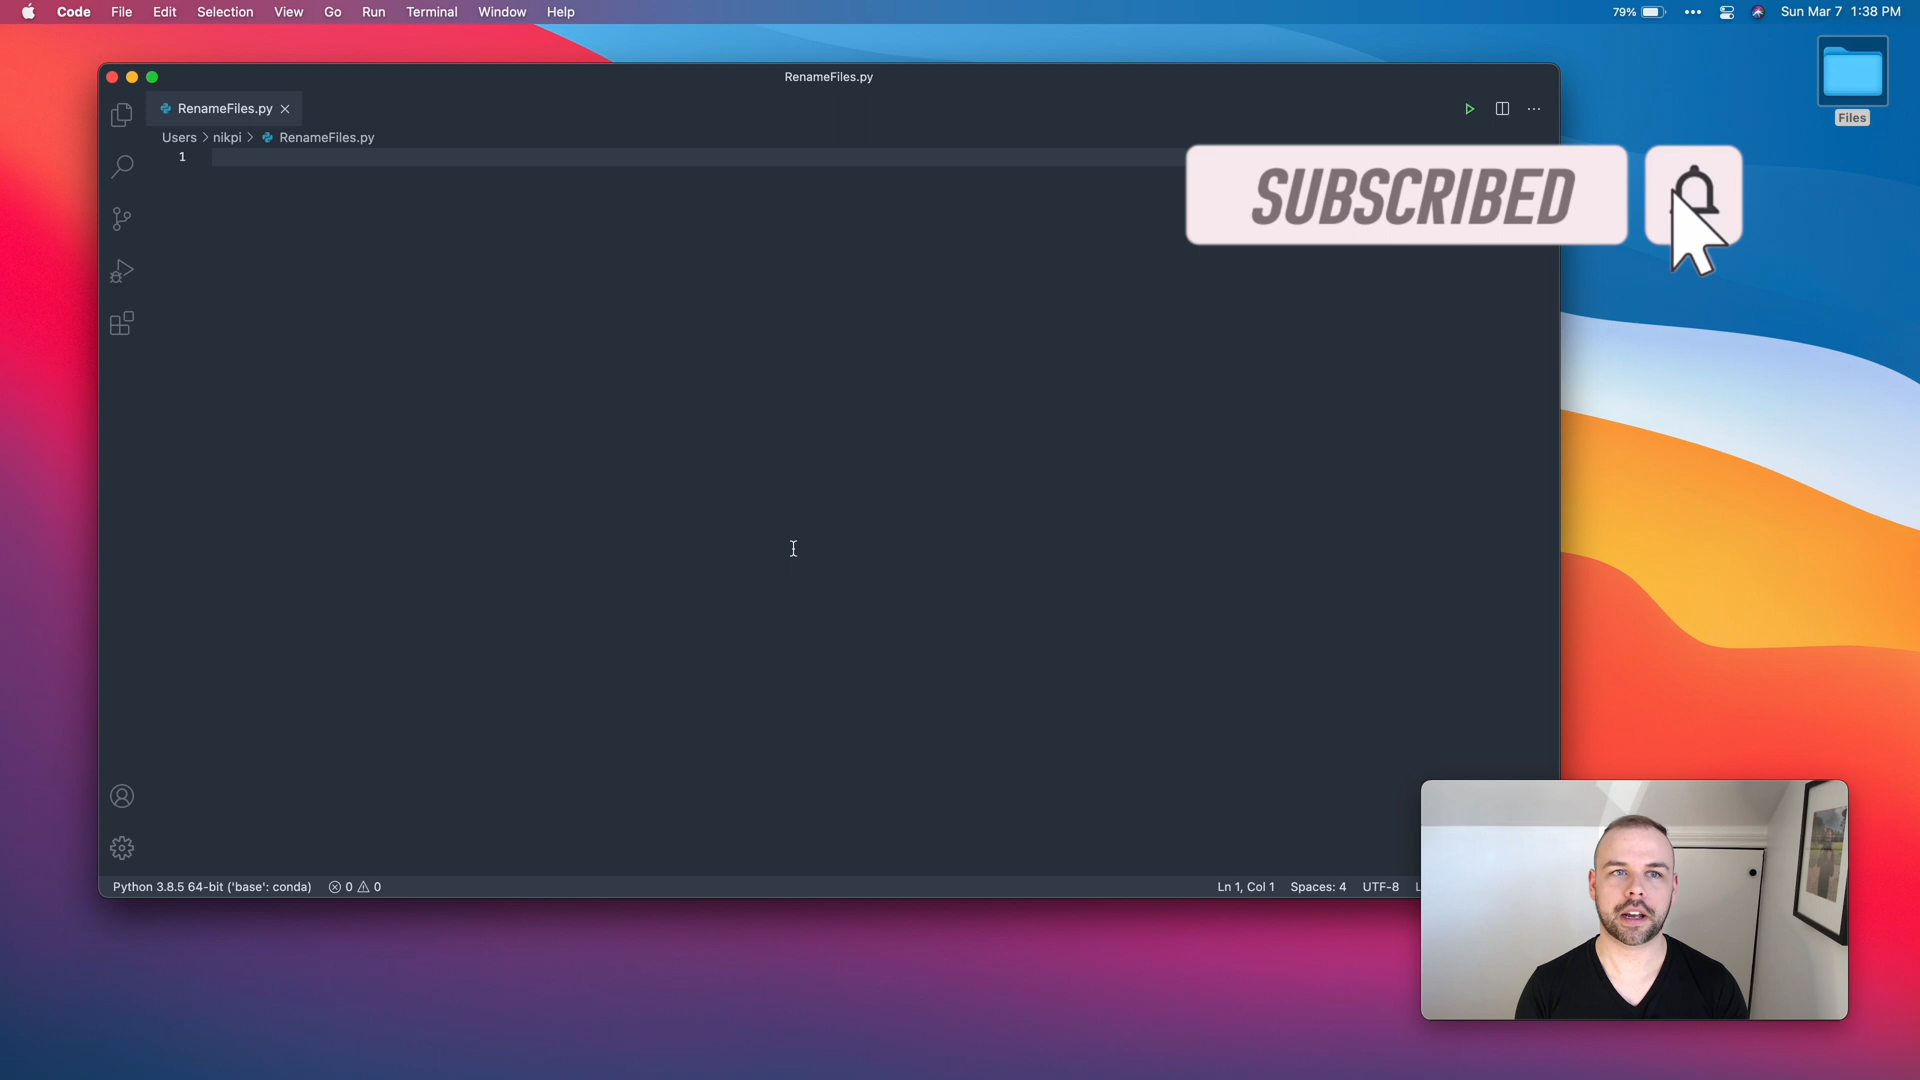 Code File Edit Selection View Go Run Terminal Window Help
79% Sun Mar 7 1:38 PM
Files
RenameFiles.py
RenameFiles.py
Users > nikpi > RenameFiles.py
1
SUBSCRIBED
Python 3.8.5 64-bit ('base': conda) 0 0
Ln 1, Col 1 Spaces: 4 UTF-8